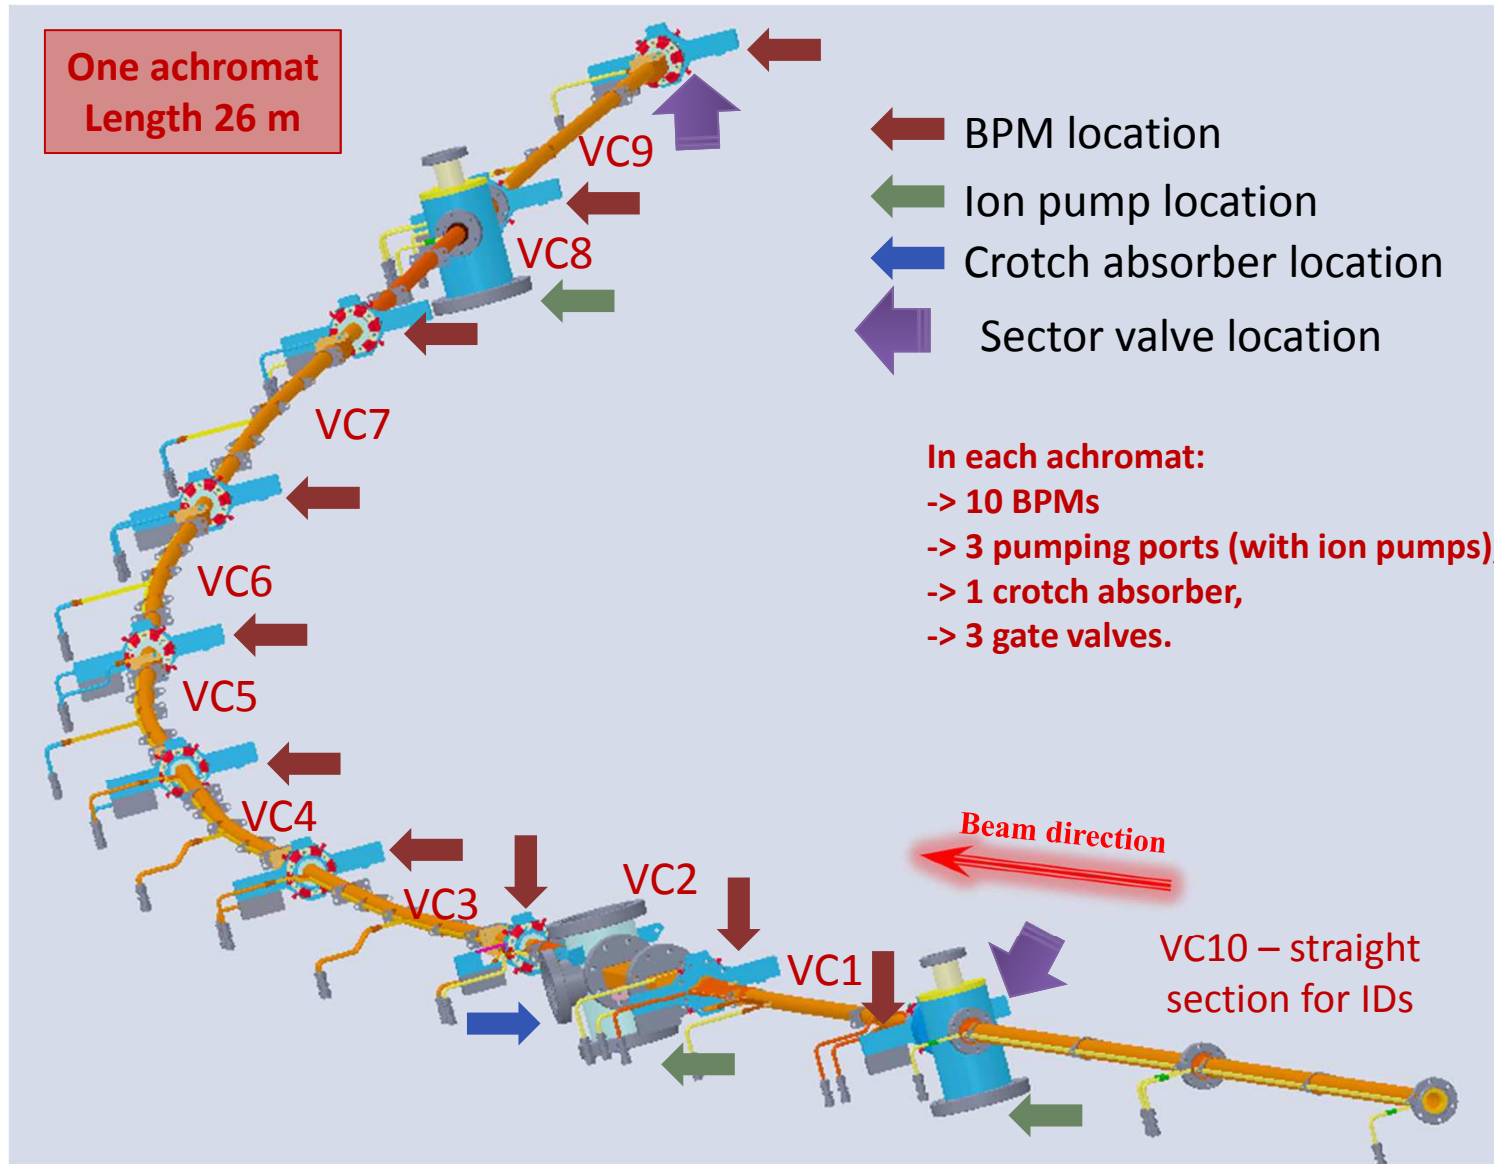 One achromat
Length 26 m
BPM location
Ion pump location
Crotch absorber location
Sector valve location
In each achromat:
-> 10 BPMs
-> 3 pumping ports (with ion pumps),
-> 1 crotch absorber,
-> 3 gate valves.
VC9
VC8
VC7
VC6
VC5
VC4
VC3
VC2
VC1
Beam direction
VC10 – straight
section for IDs